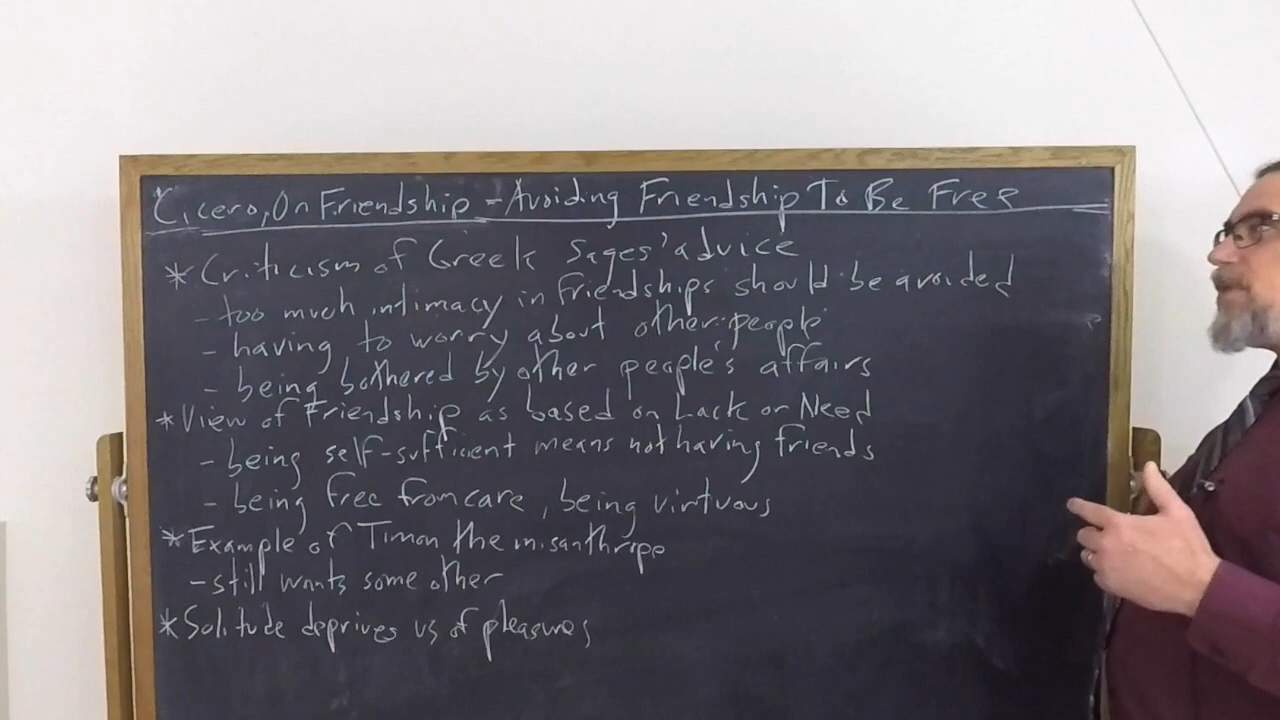 Cicero, On Friendship - Avoiding Friendship To Be Free
* Criticism of Greek Sages' advice
- too much intimacy in friendships should be avoided
- having to worry about other people
- being bothered by other people's affairs
* View of Friendship as based on Lack or Need
- being self-sufficient means not having friends
- being free from care, being virtuous
* Example of Timon the misanthrope
- still wants some other
* Solitude deprives us of pleasures